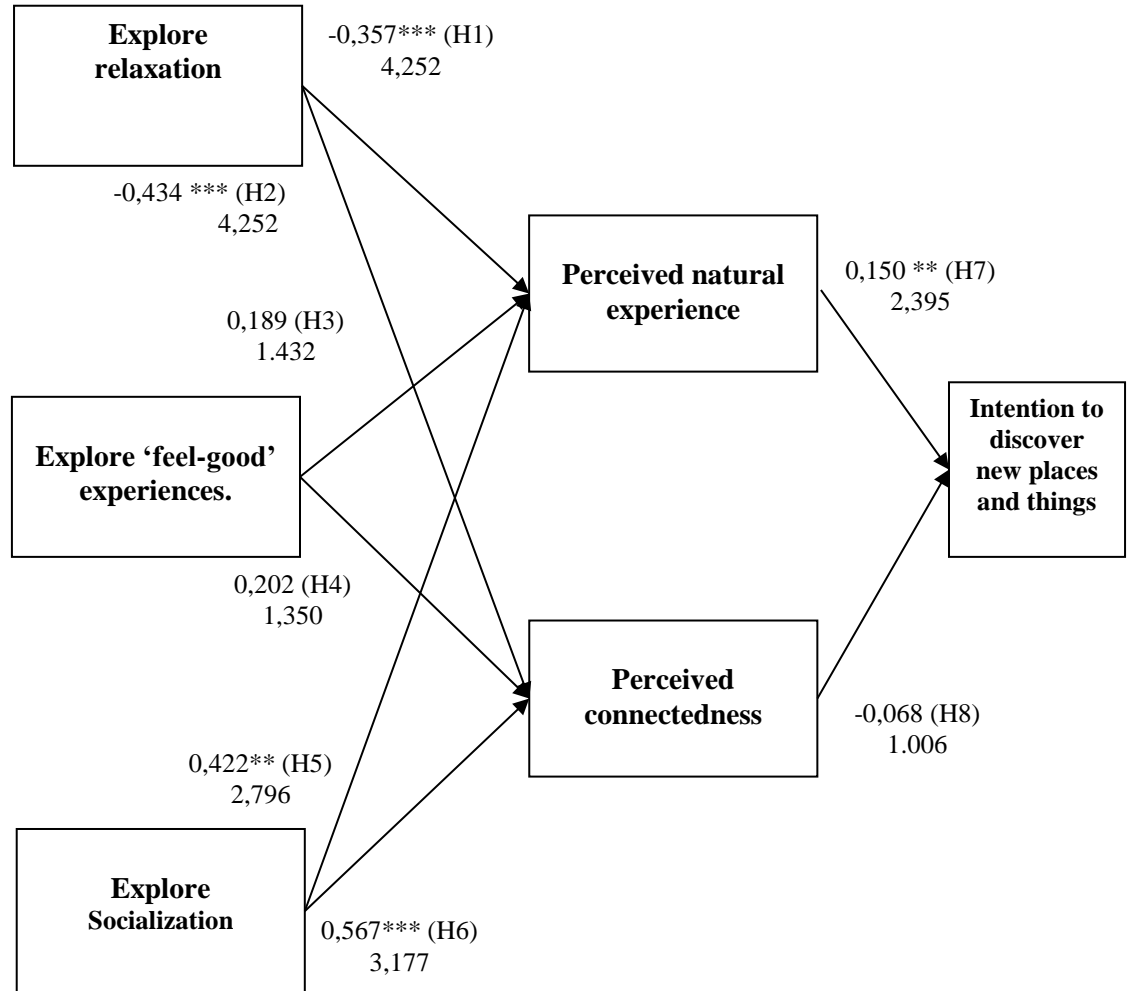 Explore
relaxation
-0,357*** (H1)
4,252
-0,434 *** (H2)
4,252
Perceived natural
experience
0,150 ** (H7)
2,395
0,189 (H3)
1.432
Explore ‘feel-good’
experiences.
Intention to
discover
new places
and things
0,202 (H4)
1,350
Perceived
connectedness
-0,068 (H8)
1.006
0,422** (H5)
2,796
Explore
Socialization
0,567*** (H6)
3,177